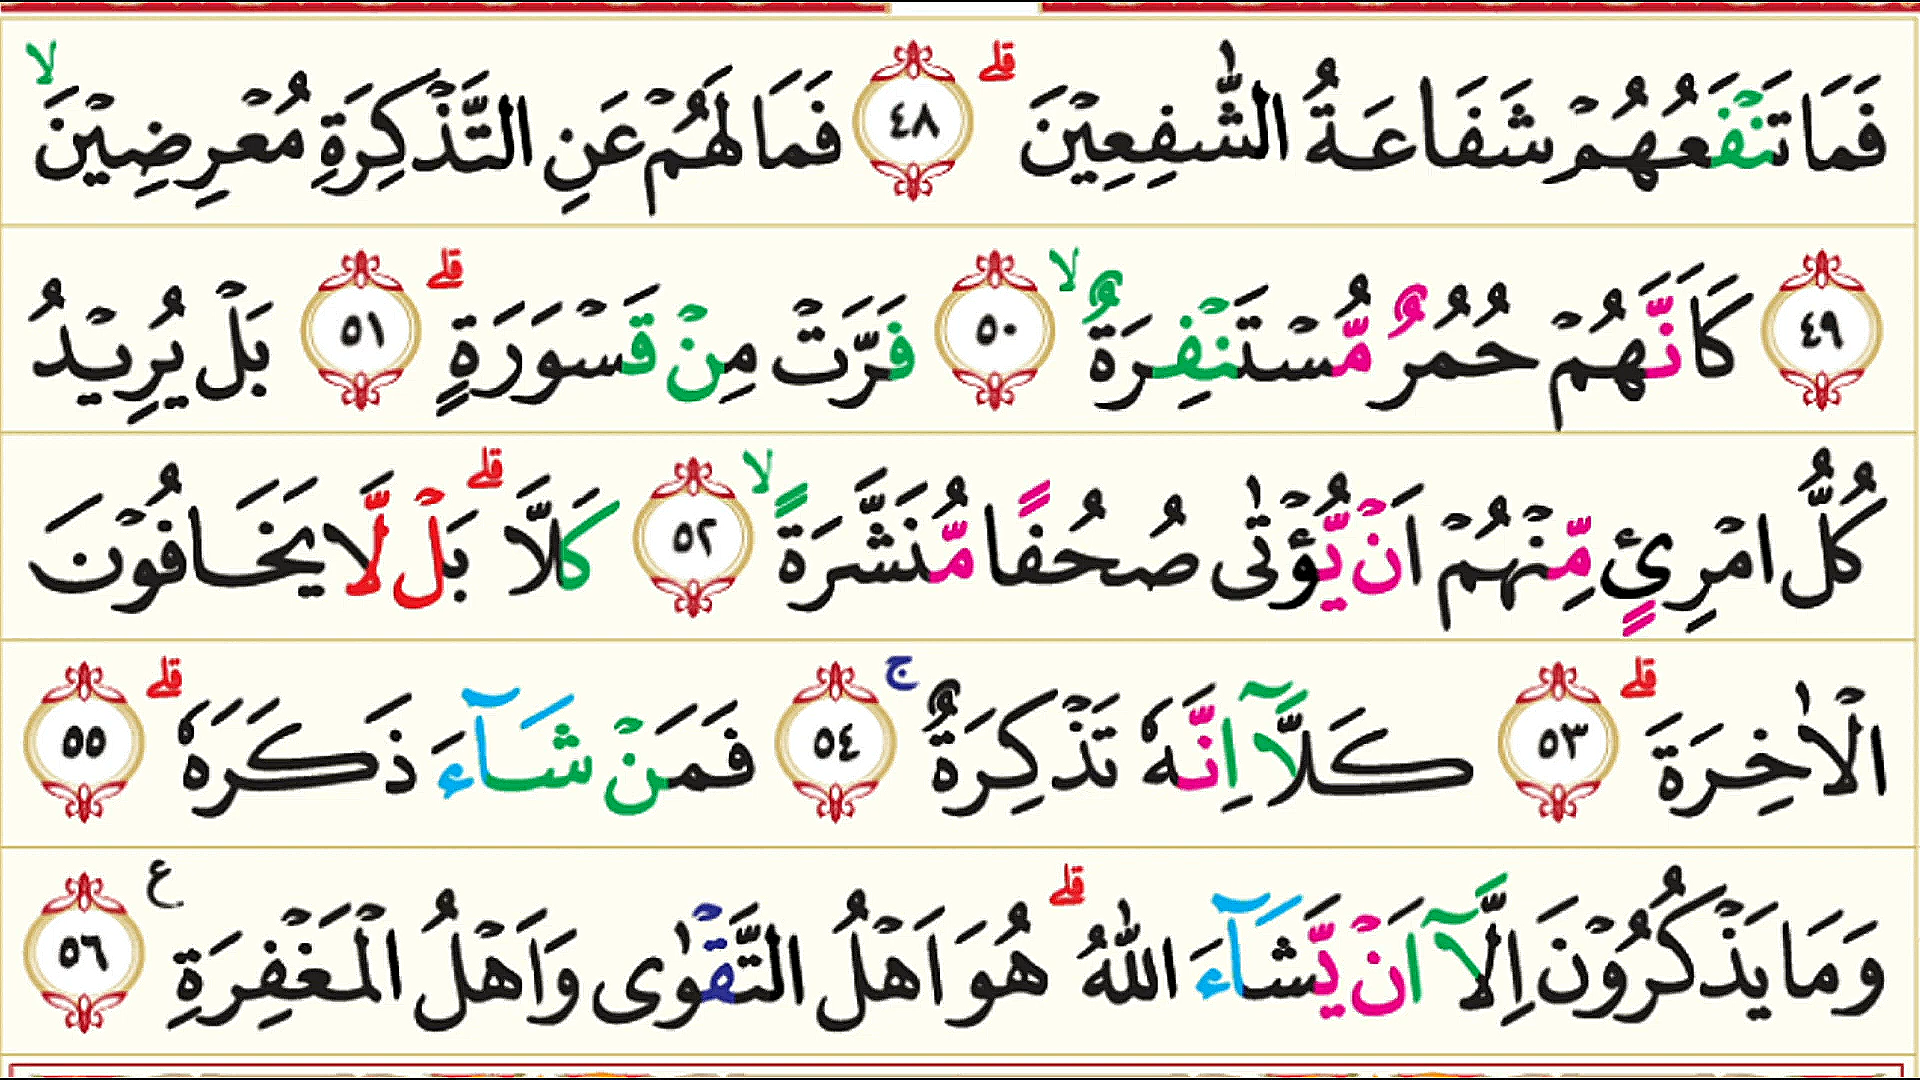 فَمَا تَنْفَعُهُمْ شَفَاعَةُ الشّٰفِعِيْنَ ۗ ﴿٤٨﴾ فَمَا لَهُمْ عَنِ التَّذْكِرَةِ مُعْرِضِيْنَ ۙ
﴿٤٩﴾ كَاَنَّهُمْ حُمُرٌ مُّسْتَنْفِرَةٌ ۙ ﴿٥٠﴾ فَرَّتْ مِنْ قَسْوَرَةٍ ۗ ﴿٥١﴾ بَلْ يُرِيْدُ
كُلُّ امْرِئٍ مِّنْهُمْ اَنْ يُّؤْتٰى صُحُفًا مُّنَشَّرَةً ۙ ﴿٥٢﴾ كَلَّا ۗ بَلْ لَّا يَخَافُوْنَ
الْاٰخِرَةَ ۗ ﴿٥٣﴾ كَلَّآ اِنَّهٗ تَذْكِرَةٌ ۚ ﴿٥٤﴾ فَمَنْ شَآءَ ذَكَرَهٗ ۗ ﴿٥٥﴾
وَمَا يَذْكُرُوْنَ اِلَّآ اَنْ يَّشَآءَ اللّٰهُ ۗ هُوَ اَهْلُ التَّقْوٰى وَاَهْلُ الْمَغْفِرَةِ ع ﴿٥٦﴾